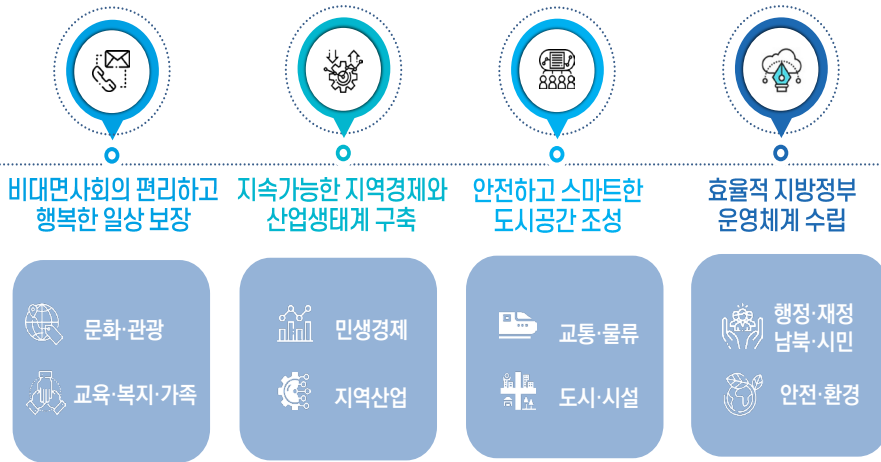 비대면사회의 편리하고
행복한 일상 보장
지속가능한 지역경제와
산업생태계 구축
안전하고 스마트한
도시공간 조성
효율적 지방정부
운영체계 수립
문화·관광
교육·복지·가족
민생경제
지역산업
교통·물류
도시·시설
행정·재정
남북·시민
안전·환경